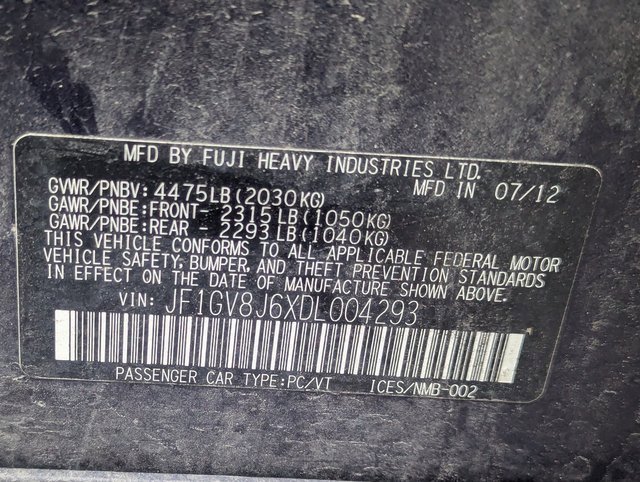 MFD BY FUJI HEAVY INDUSTRIES LTD.
GVWR/PNBV: 4475LB(2030KG) MFD IN 07/12
GAWR/PNBE:FRONT- 2315LB(1050KG)
GAWR/PNBE:REAR - 2293LB(1040KG)
THIS VEHICLE CONFORMS TO ALL APPLICABLE FEDERAL MOTOR
VEHICLE SAFETY, BUMPER, AND THEFT PREVENTION STANDARDS
IN EFFECT ON THE DATE OF MANUFACTURE SHOWN ABOVE.
VIN: JF1GV8J6XDL004293
PASSENGER CAR TYPE:PC/VT ICES/NMB-002